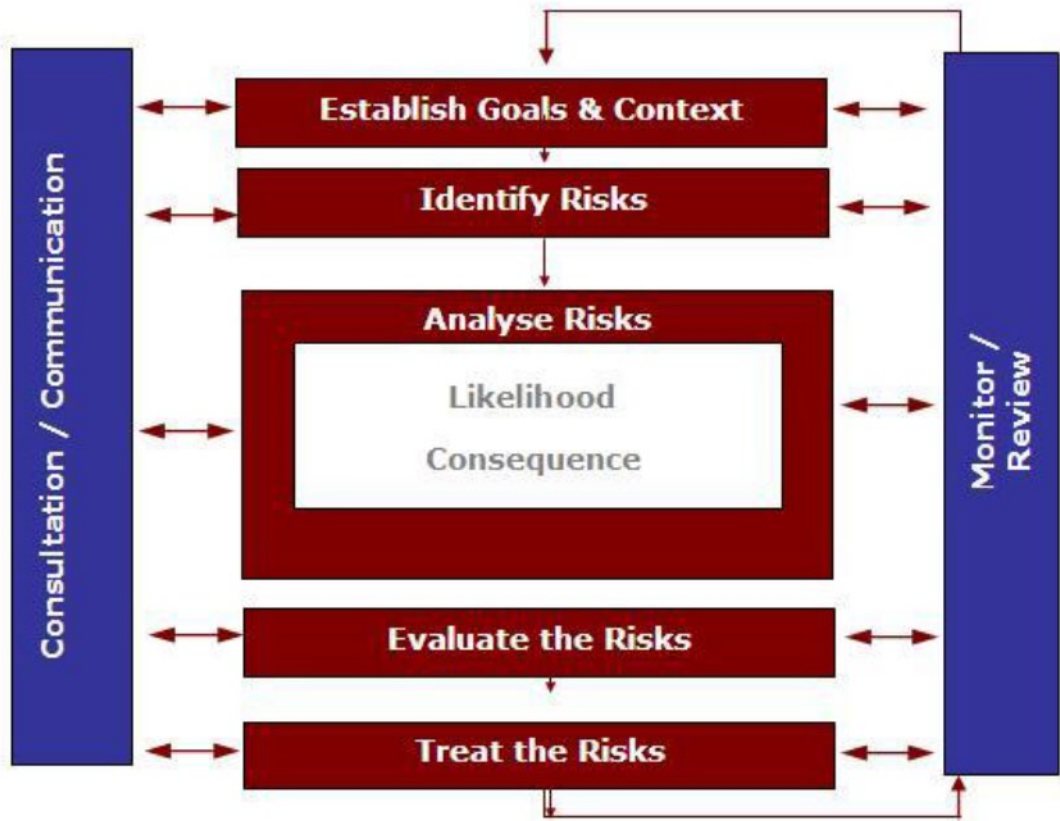 Establish Goals & Context
Identify Risks
Analyse Risks
Likelihood
Consequence
Evaluate the Risks
Treat the Risks
Consultation / Communication
Monitor /
Review